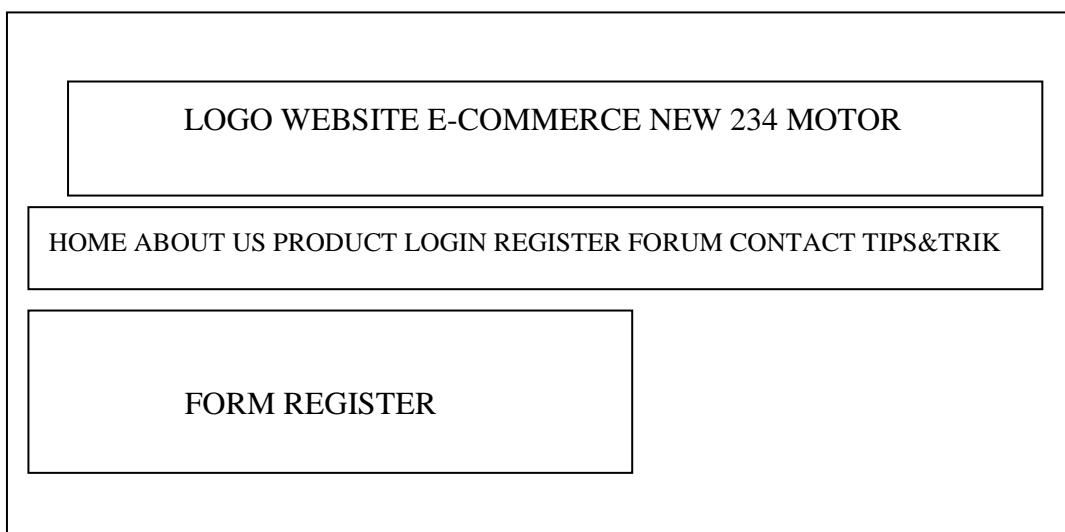 LOGO WEBSITE E-COMMERCE NEW 234 MOTOR
HOME ABOUT US PRODUCT LOGIN REGISTER FORUM CONTACT TIPS&TRIK
FORM REGISTER